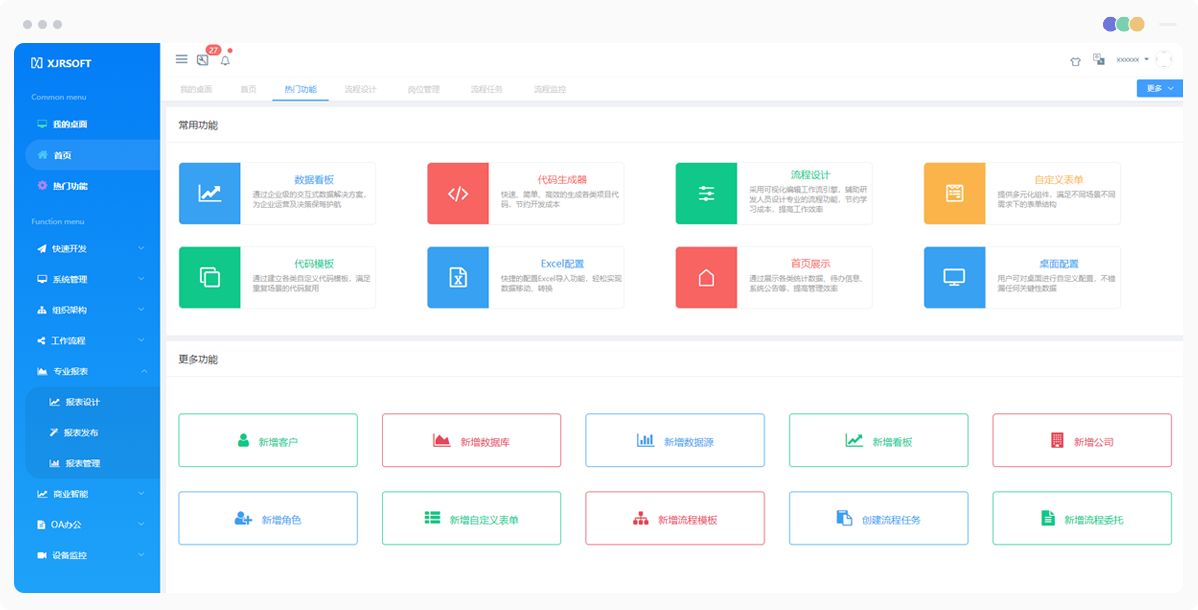 XJRSOFT
Common menu
我的桌面
首页
热门功能
Function menu
快速开发
系统管理
组织架构
工作流程
专业报表
报表设计
报表发布
报表管理
商业智能
OA办公
设备监控
27
xxxxxx
我的桌面 首页 热门功能 流程设计 岗位管理 流程任务 流程监控
更多
常用功能
数据看板
通过企业级的交互式数据解决方案,
为企业运营及决策保驾护航
代码生成器
快速、简单、高效的生成各类项目代
码、节约开发成本
流程设计
采用可视化编辑工作流引擎, 辅助研
发人员设计专业的流程功能, 节约学
习成本, 提高工作效率
自定义表单
提供多元化组件, 满足不同场景不同
需求下的表单结构
代码模板
通过建立各类自定义代码模板, 满足
重复场景的代码复用
Excel配置
快捷的配置Excel导入功能, 轻松实现
数据移动、转换
首页展示
通过展示各类统计数据、待办信息、
系统公告等, 提高管理效率
桌面配置
用户可对桌面进行自定义配置, 不错
漏任何关键性数据
更多功能
新增客户
新增数据库
新增数据源
新增看板
新增公司
新增角色
新增自定义表单
新增流程模板
创建流程任务
新增流程委托